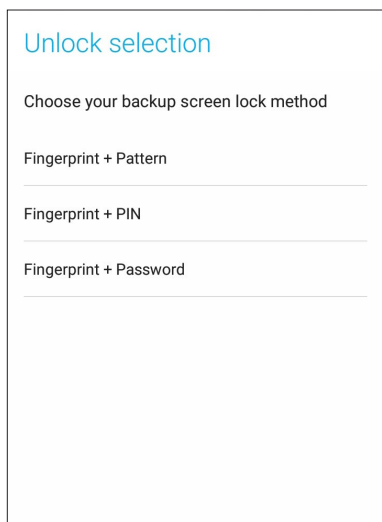 Unlock selection
Choose your backup screen lock method
Fingerprint + Pattern
Fingerprint + PIN
Fingerprint + Password